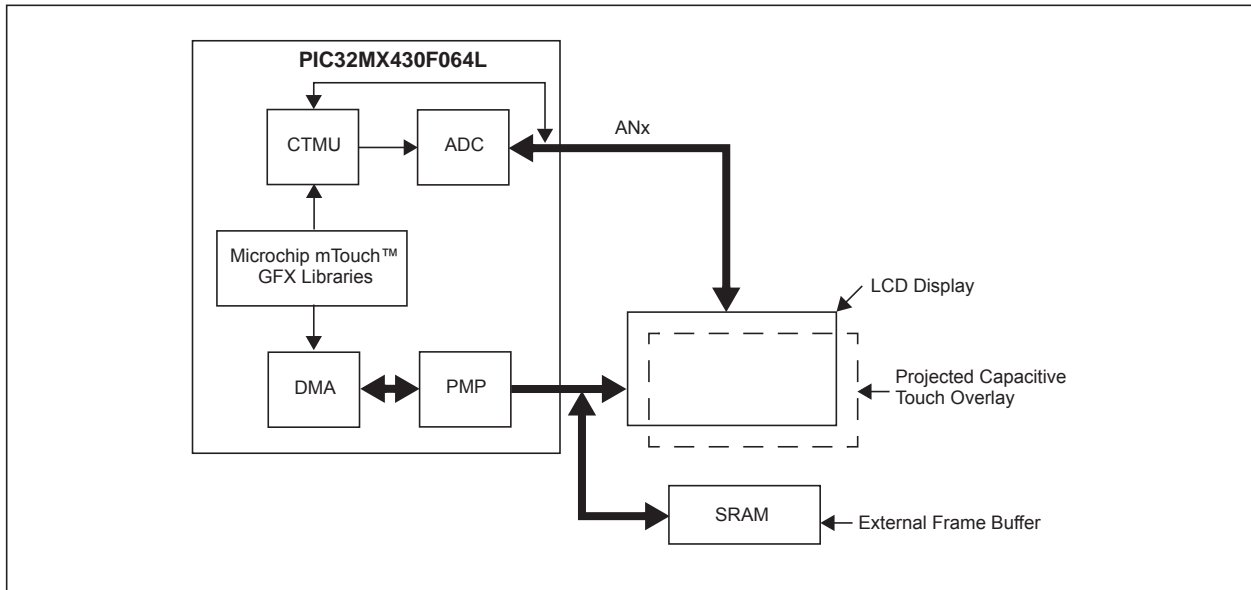 PIC32MX430F064L
CTMU
ADC
ANx
Microchip mTouch™
GFX Libraries
LCD Display
DMA
PMP
Projected Capacitive
Touch Overlay
SRAM
External Frame Buffer